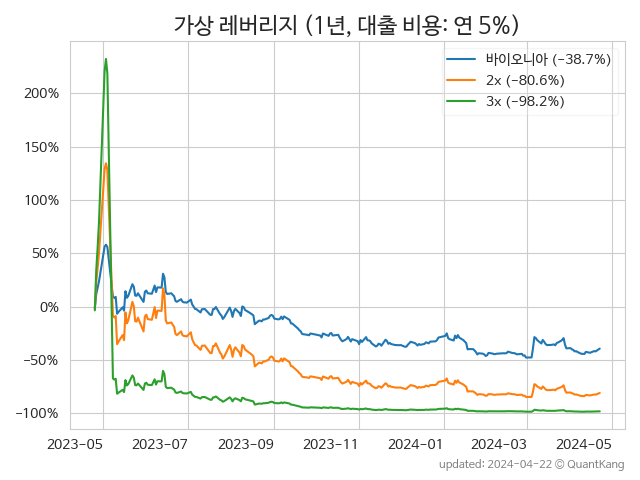 가상 레버리지 (1년, 대출 비용: 연 5%)
바이오니아 (-38.7%)
2x (-80.6%)
3x (-98.2%)
200%
150%
100%
50%
0%
-50%
-100%
2023-05 2023-07 2023-09 2023-11 2024-01 2024-03 2024-05
updated: 2024-04-22 © QuantKang